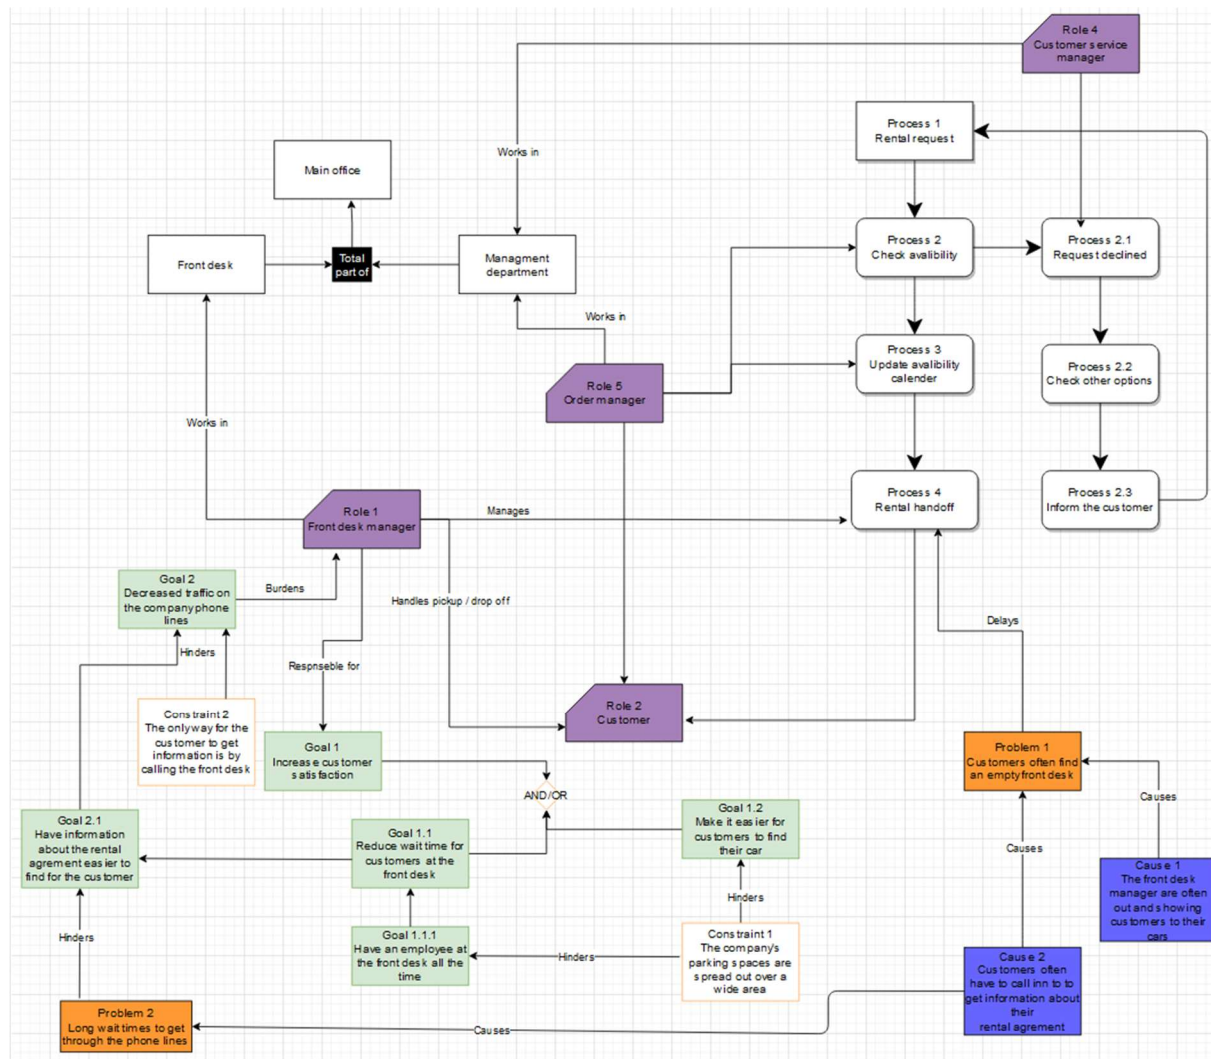 Role 4
Customer service
manager
Process 1
Rental request
Works in
Main office
Front desk
Total
part of
Managment
department
Process 2
Check avalibility
Process 2.1
Request declined
Works in
Process 3
Update avalibility
calender
Process 2.2
Check other options
Role 5
Order manager
Works in
Role 1
Front desk manager
Manages
Process 4
Rental handoff
Process 2.3
Inform the customer
Goal 2
Decreased traffic on
the company phone
lines
Burdens
Handles pickup / drop off
Delays
Hinders
Respnseble for
Constraint 2
The only way for the
customer to get
information is by
calling the front desk
Role 2
Customer
Goal 1
Increase customer
satisfaction
Problem 1
Customers often find
an empty front desk
AND/OR
Causes
Goal 2.1
Have information
about the rental
agrement easier to
find for the customer
Goal 1.1
Reduce wait time for
customers at the
front desk
Goal 1.2
Make it easier for
customers to find
their car
Causes
Cause 1
The front desk
manager are often
out and showing
customers to their
cars
Hinders
Hinders
Goal 1.1.1
Have an employee at
the front desk all the
time
Hinders
Constraint 1
The company's
parking spaces are
spread out over a
wide area
Cause 2
Customers often
have to call inn to to
get information about
their
rental agrement
Problem 2
Long wait times to get
through the phone lines
Causes